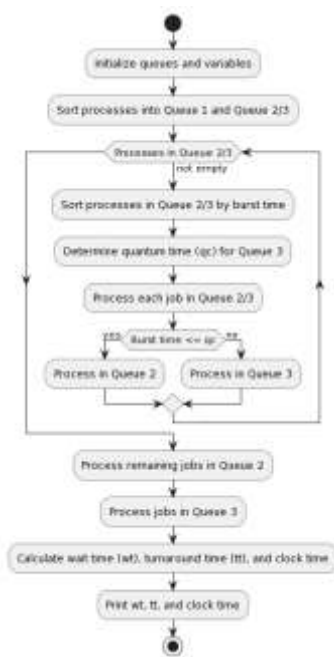 Initialize queues and variables
Sort processes into Queue 1 and Queue 2/3
Processes in Queue 2/3
not empty
Sort processes in Queue 2/3 by burst time
Determine quantum time (qc) for Queue 3
Process each job in Queue 2/3
yes
Burst time <= qc
no
Process in Queue 2
Process in Queue 3
Process remaining jobs in Queue 2
Process jobs in Queue 3
Calculate wait time (wt), turnaround time (tt), and clock time
Print wt, tt, and clock time